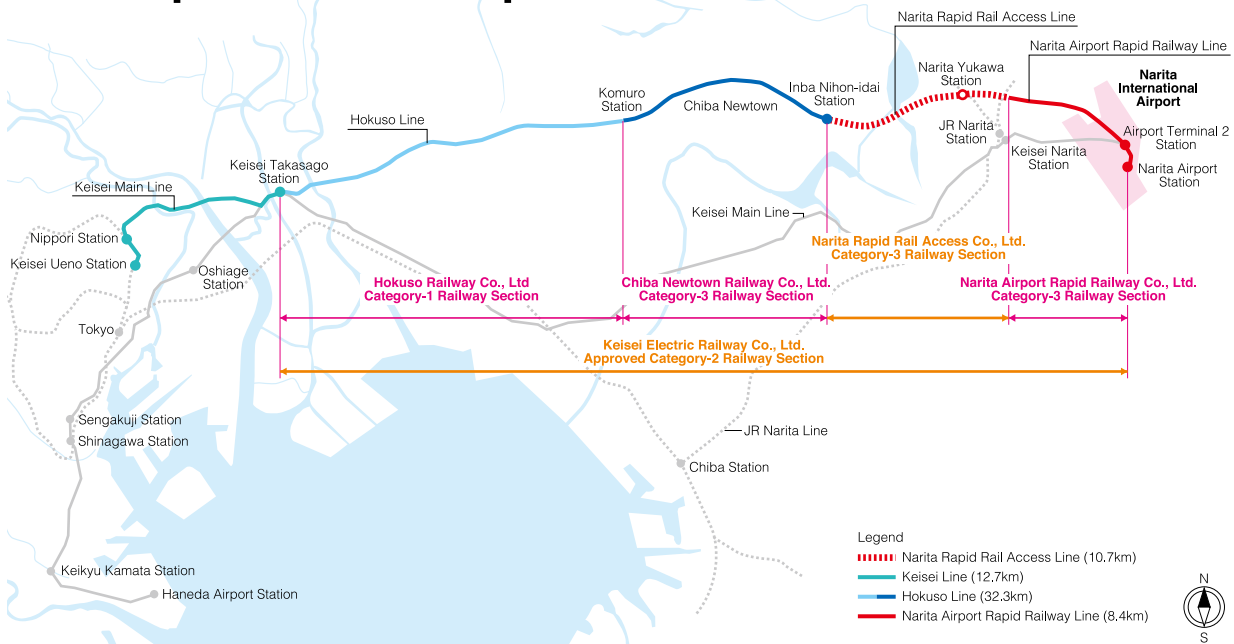 Narita Rapid Rail Access Line
Narita Airport Rapid Railway Line
Narita Yukawa
Station
Narita
International
Airport
Inba Nihon-idai
Station
Komuro
Station
Chiba Newtown
Hokuso Line
JR Narita
Station
Airport Terminal 2
Station
Keisei Narita
Station
Narita Airport
Station
Keisei Takasago
Station
Keisei Main Line
Keisei Main Line
Nippori Station
Keisei Ueno Station
Oshiage
Station
Narita Rapid Rail Access Co., Ltd.
Category-3 Railway Section
Hokuso Railway Co., Ltd
Category-1 Railway Section
Chiba Newtown Railway Co., Ltd.
Category-3 Railway Section
Narita Airport Rapid Railway Co., Ltd.
Category-3 Railway Section
Tokyo
Keisei Electric Railway Co., Ltd.
Approved Category-2 Railway Section
Sengakuji Station
Shinagawa Station
JR Narita Line
Chiba Station
Keikyu Kamata Station
Haneda Airport Station
Legend
Narita Rapid Rail Access Line (10.7km)
Keisei Line (12.7km)
Hokuso Line (32.3km)
Narita Airport Rapid Railway Line (8.4km)
N
S